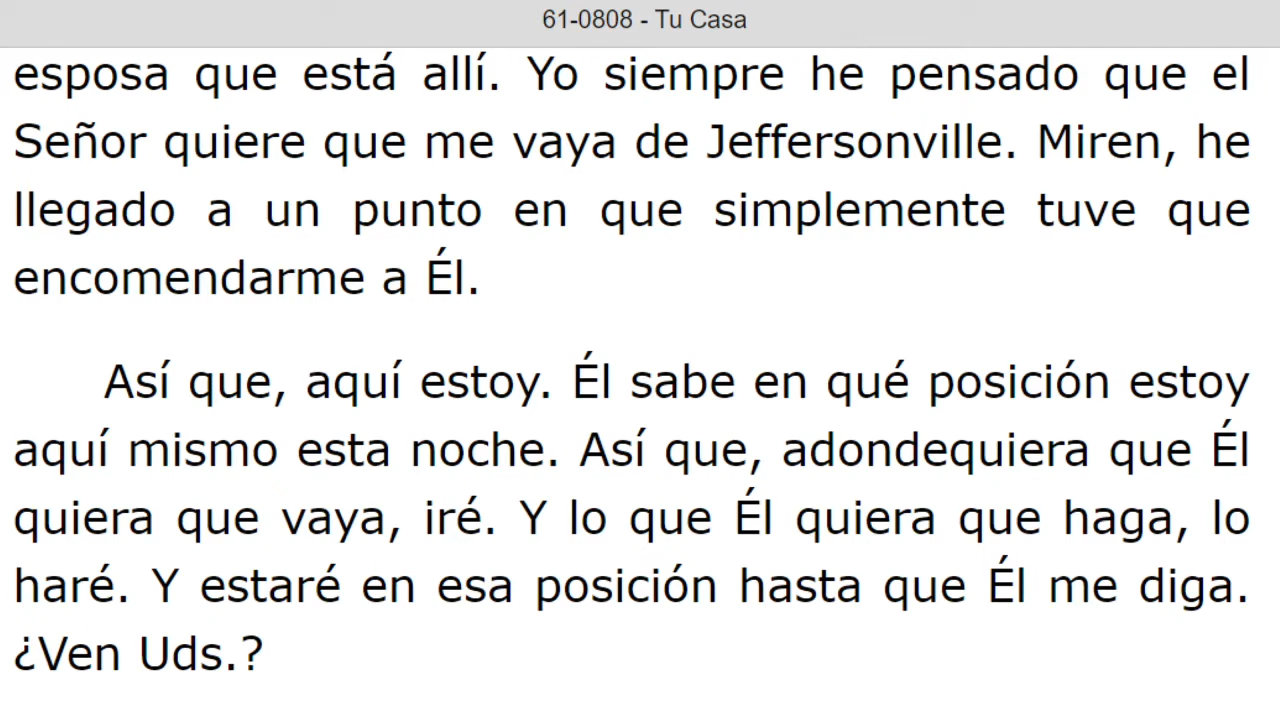 61-0808 - Tu Casa
esposa que está allí. Yo siempre he pensado que el
Señor quiere que me vaya de Jeffersonville. Miren, he
llegado a un punto en que simplemente tuve que
encomendarme a Él.
Así que, aquí estoy. Él sabe en qué posición estoy
aquí mismo esta noche. Así que, adondequiera que Él
quiera que vaya, iré. Y lo que Él quiera que haga, lo
haré. Y estaré en esa posición hasta que Él me diga.
¿Ven Uds.?